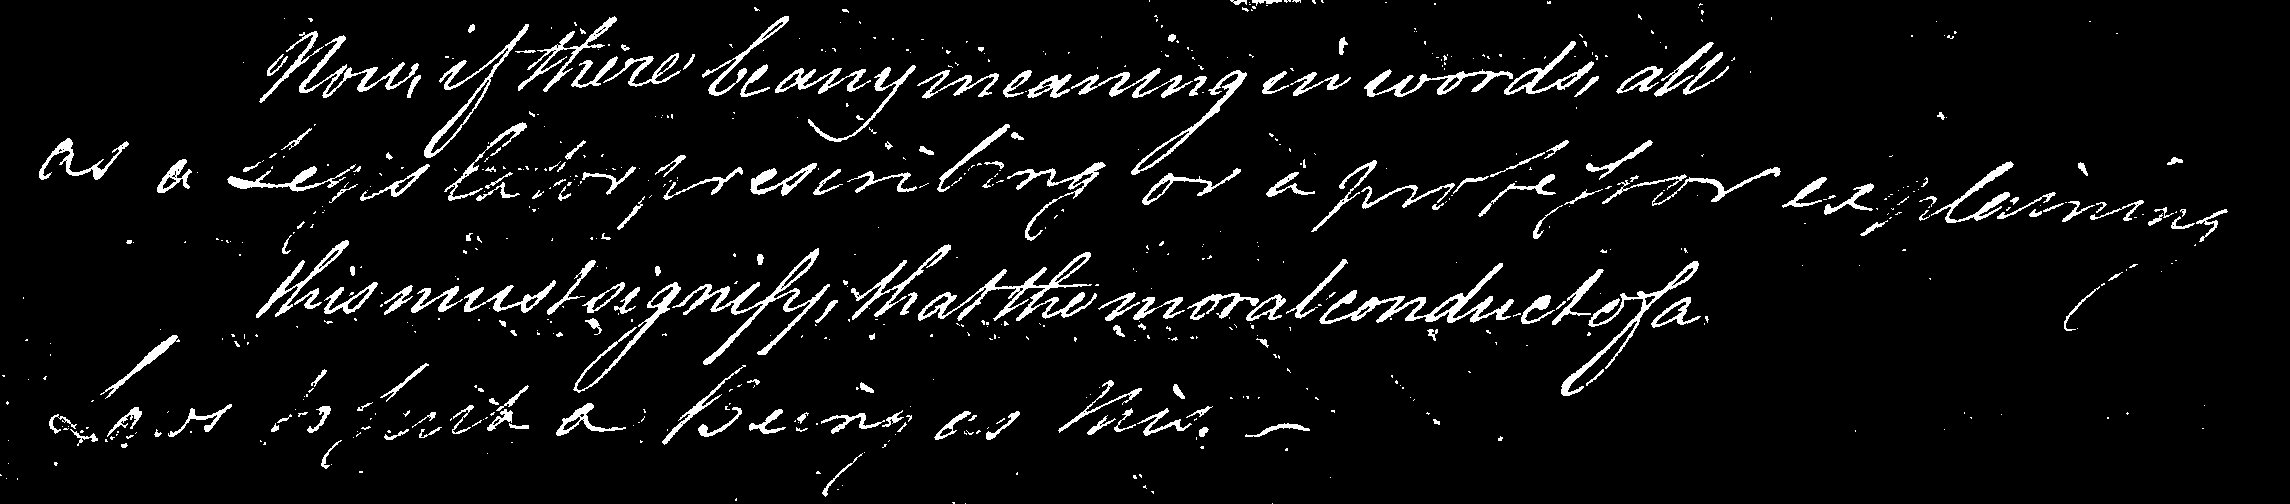 Now, if there be any meaning in words, all
as a Legislator prescribing or a professor explaining
this must signify, that the moral conduct of a
Laws to such a Being as this. —